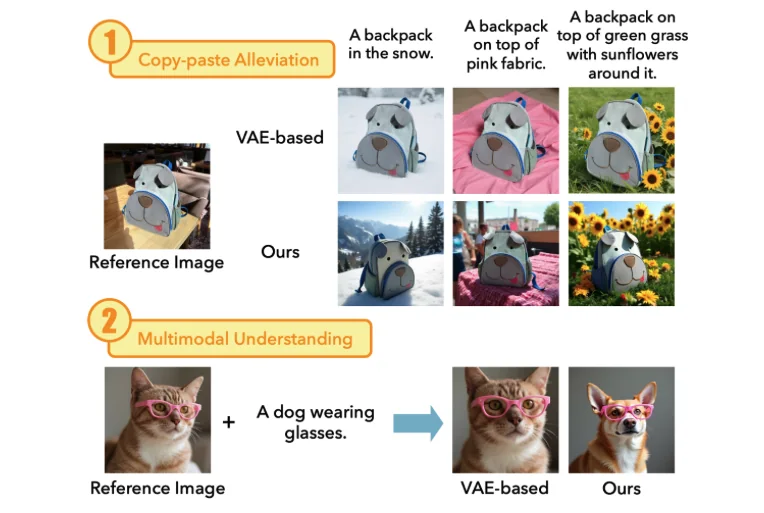 1
Copy-paste Alleviation
A backpack
in the snow.
A backpack
on top of
pink fabric.
A backpack on
top of green grass
with sunflowers
around it.
VAE-based
Reference Image
Ours
2
Multimodal Understanding
+
A dog wearing
glasses.
Reference Image
VAE-based
Ours